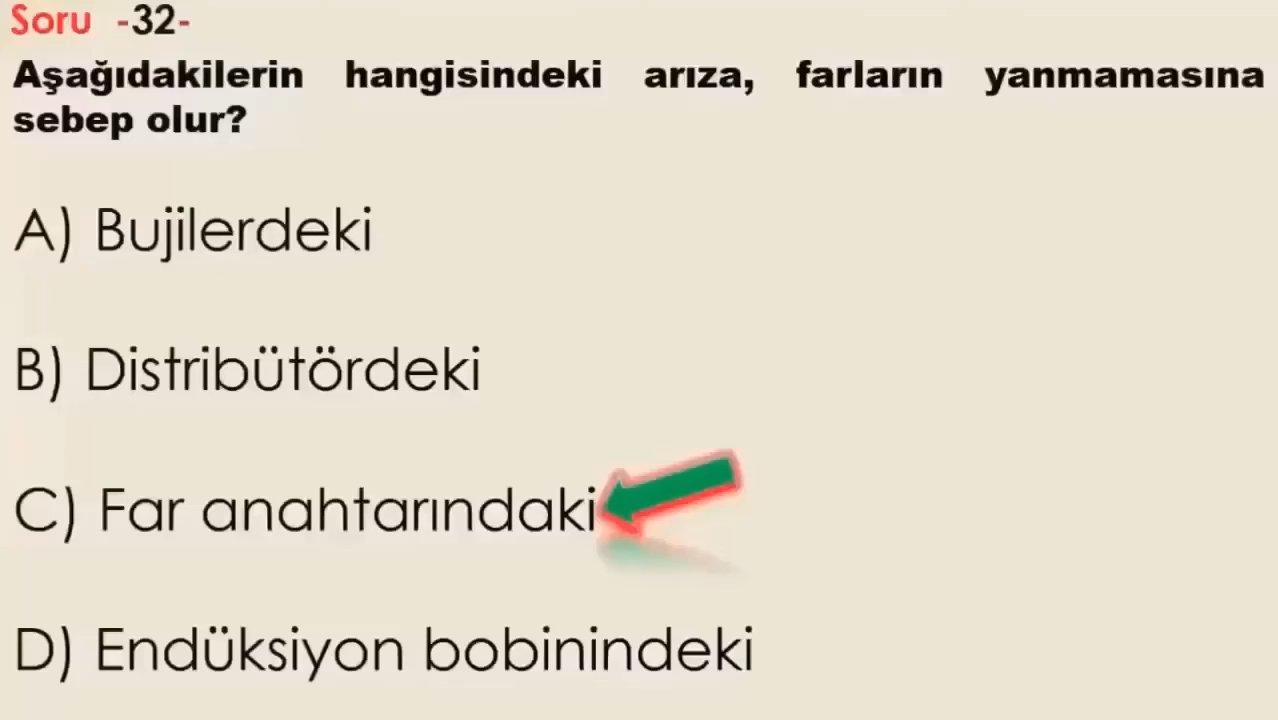 Soru -32-
Aşağıdakilerin hangisindeki arıza, farların yanmamasına
sebep olur?
A) Bujilerdeki
B) Distribütördeki
C) Far anahtarındaki
D) Endüksiyon bobinindeki